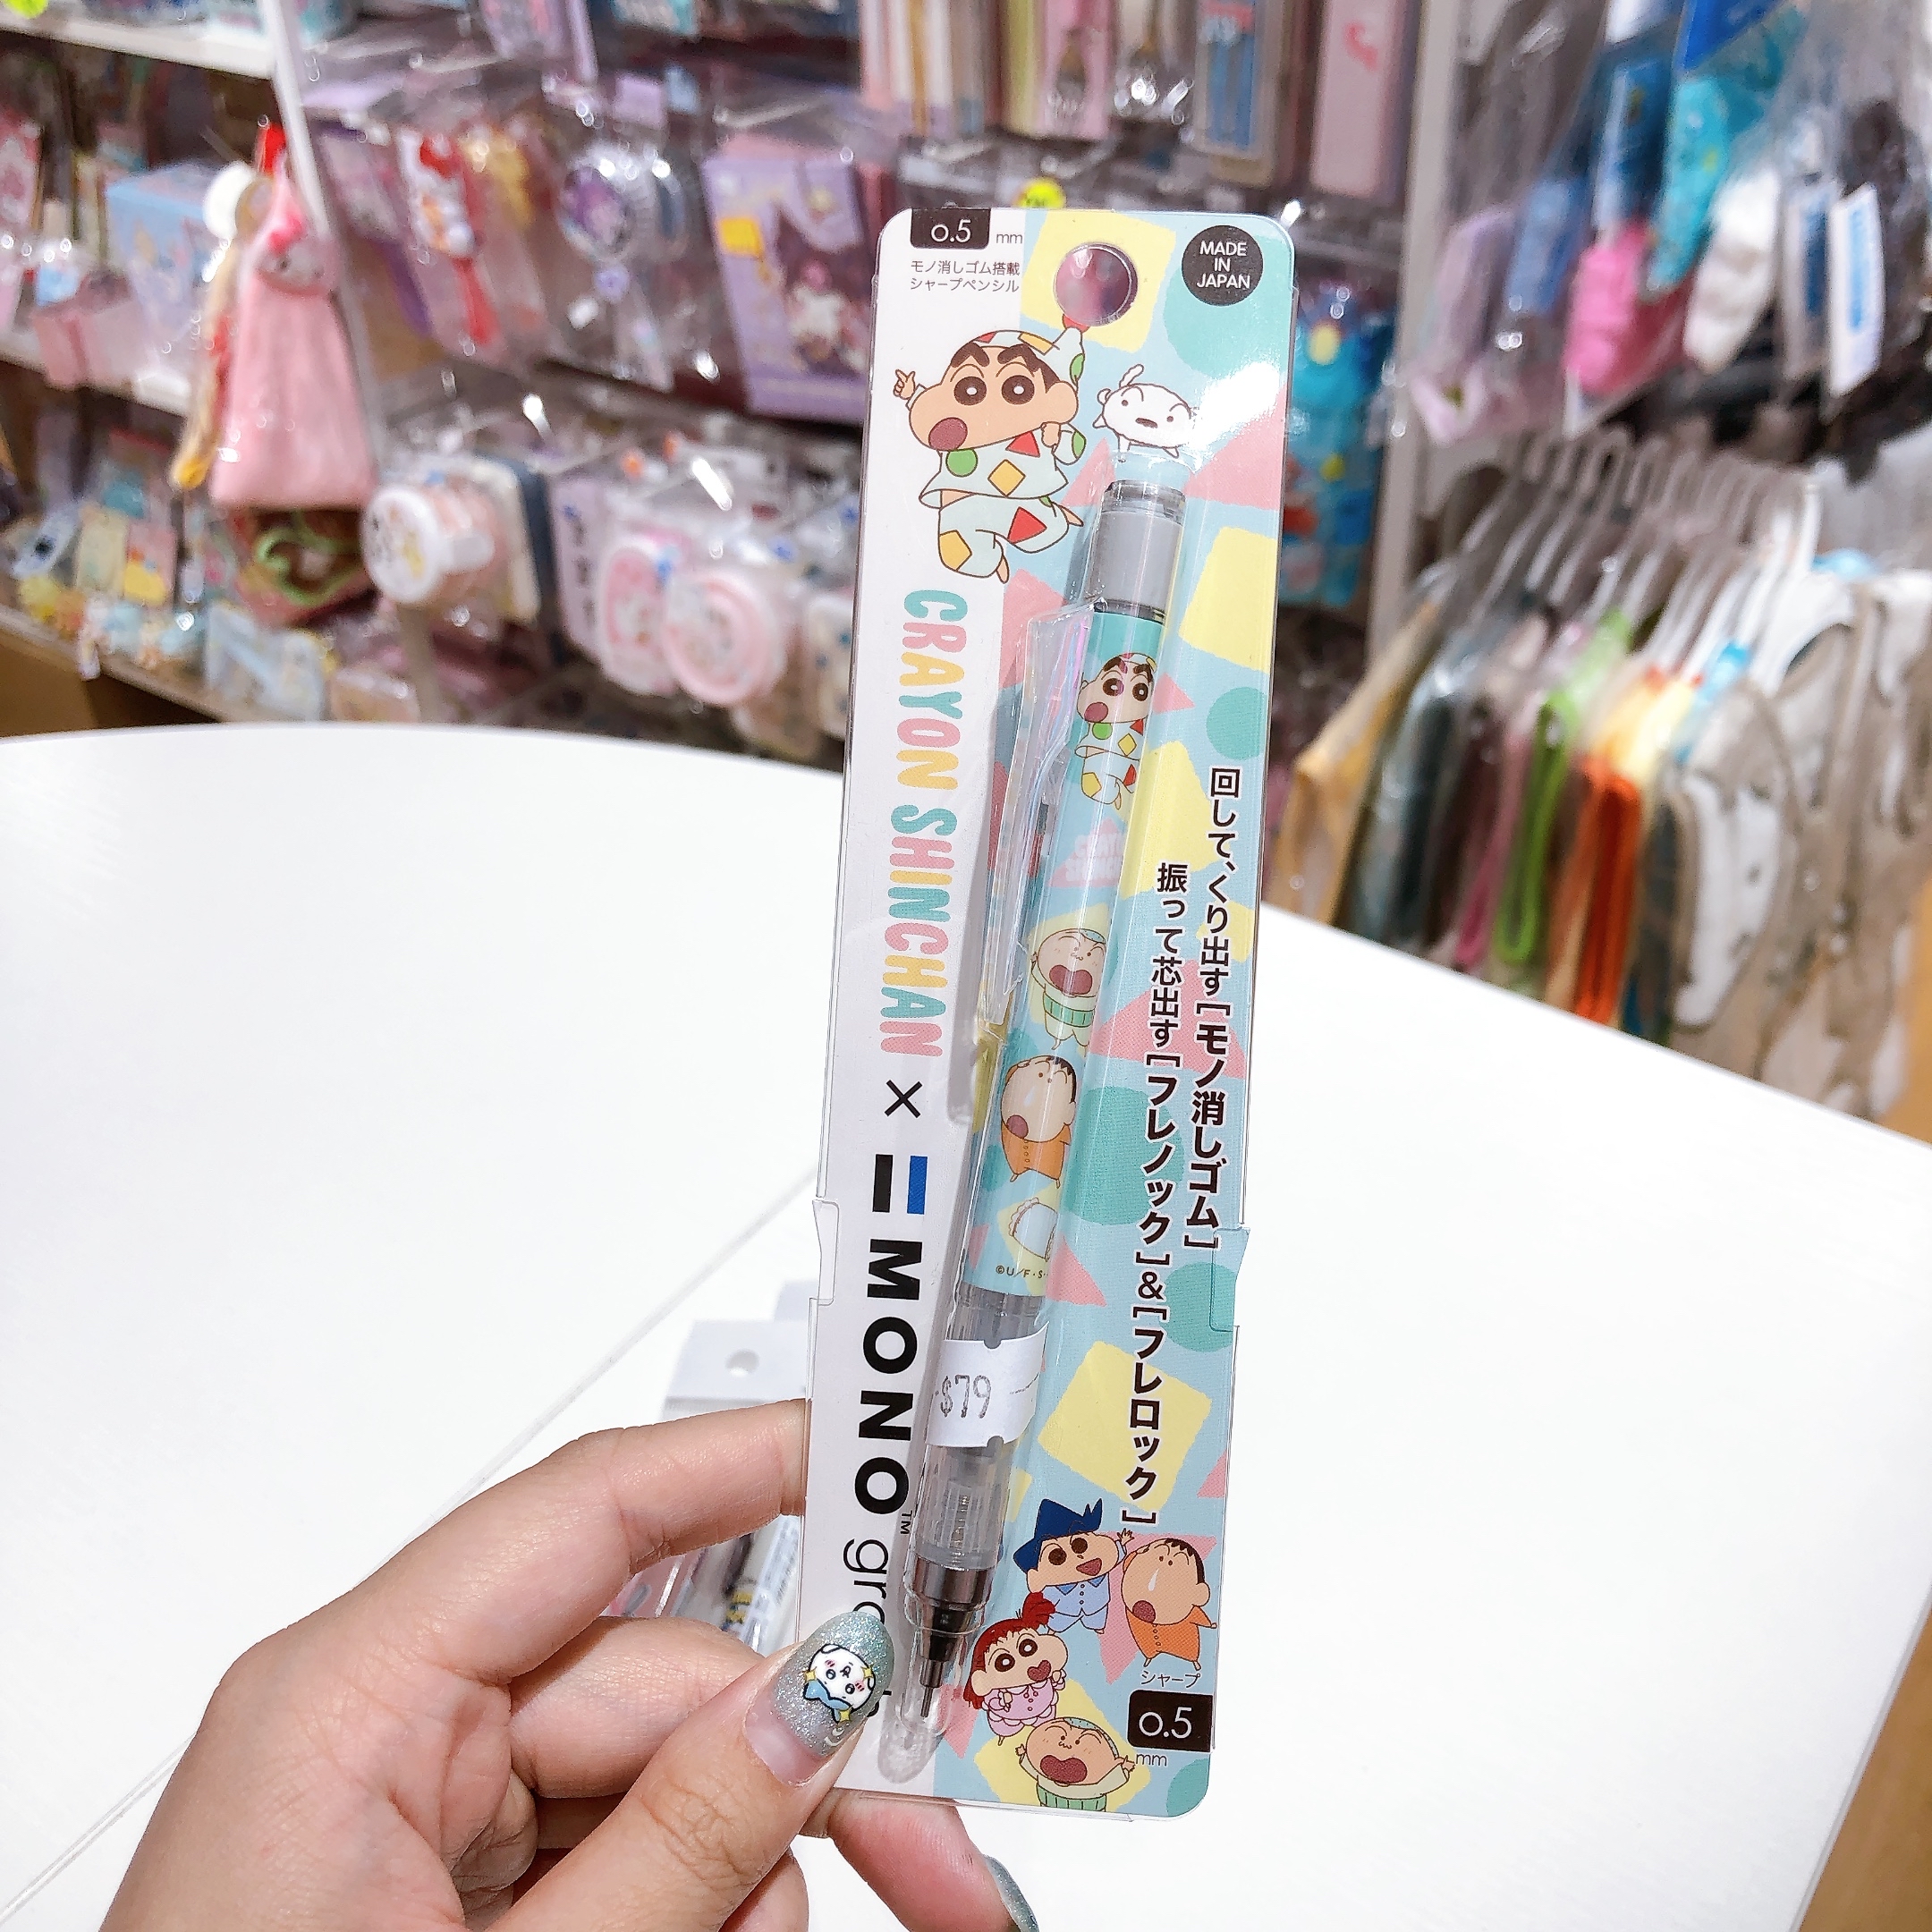 0.5 mm
モノ消しゴム搭載
シャープペンシル
MADE
IN
JAPAN
CRAYON SHINCHAN × MONO™
回して、くり出す[モノ消しゴム]
振って芯出す[フレノック]&[フレロック]
©U/F・S・
$79
シャープ
0.5
mm